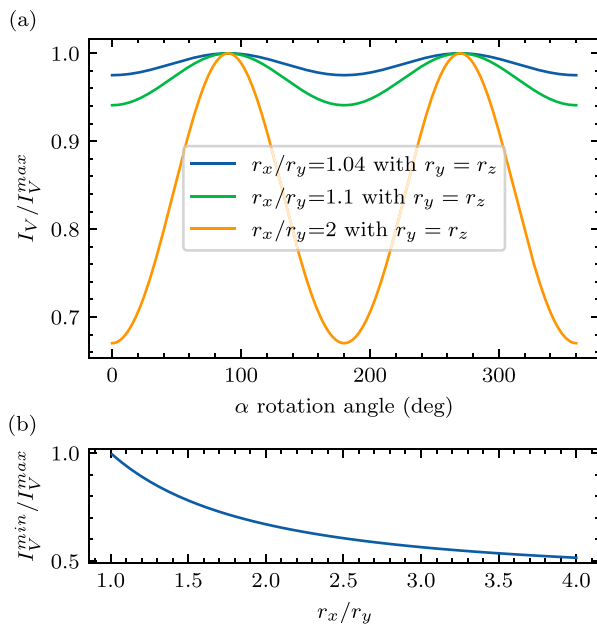 (a)
1.0
0.9
0.8
0.7
I_V/I_V^{max}
r_x/r_y=1.04 with r_y = r_z
r_x/r_y=1.1 with r_y = r_z
r_x/r_y=2 with r_y = r_z
0 100 200 300
α rotation angle (deg)
(b)
1.0
0.5
I_V^{min}/I_V^{max}
1.0 1.5 2.0 2.5 3.0 3.5 4.0
r_x/r_y